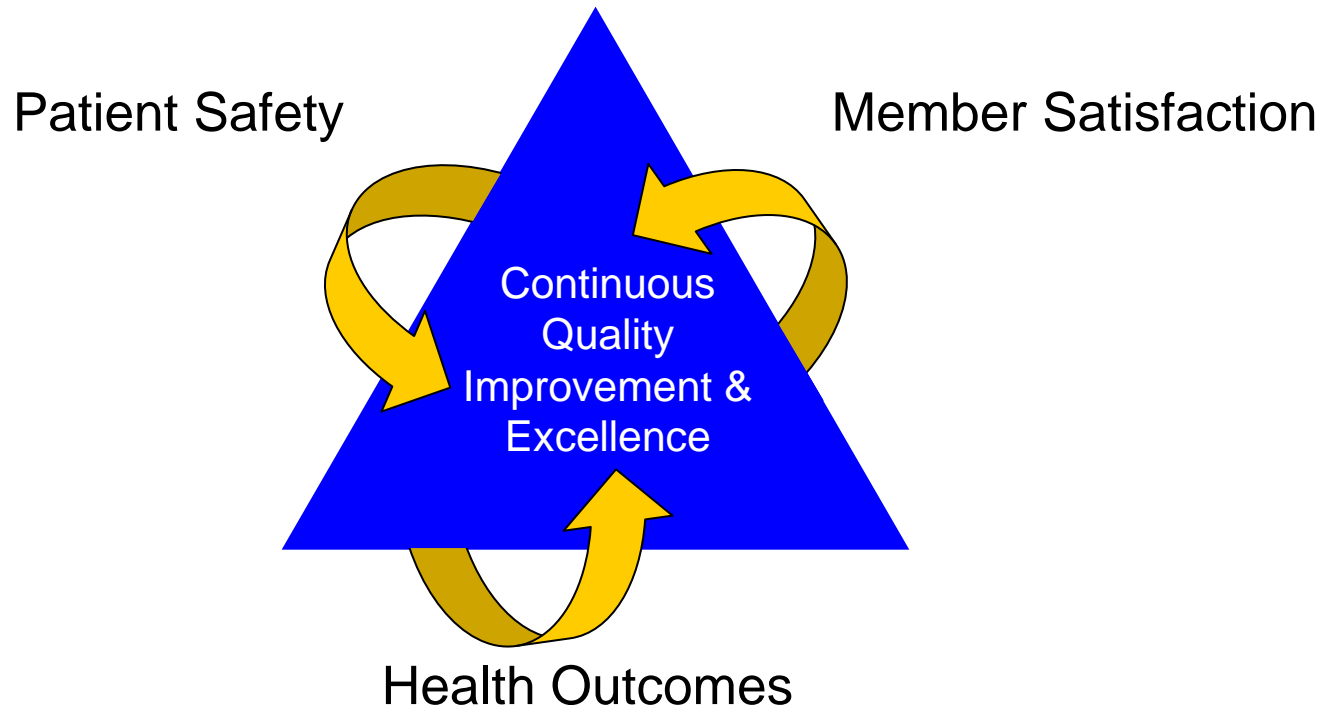 Patient Safety
Member Satisfaction
Continuous
Quality
Improvement &
Excellence
Health Outcomes